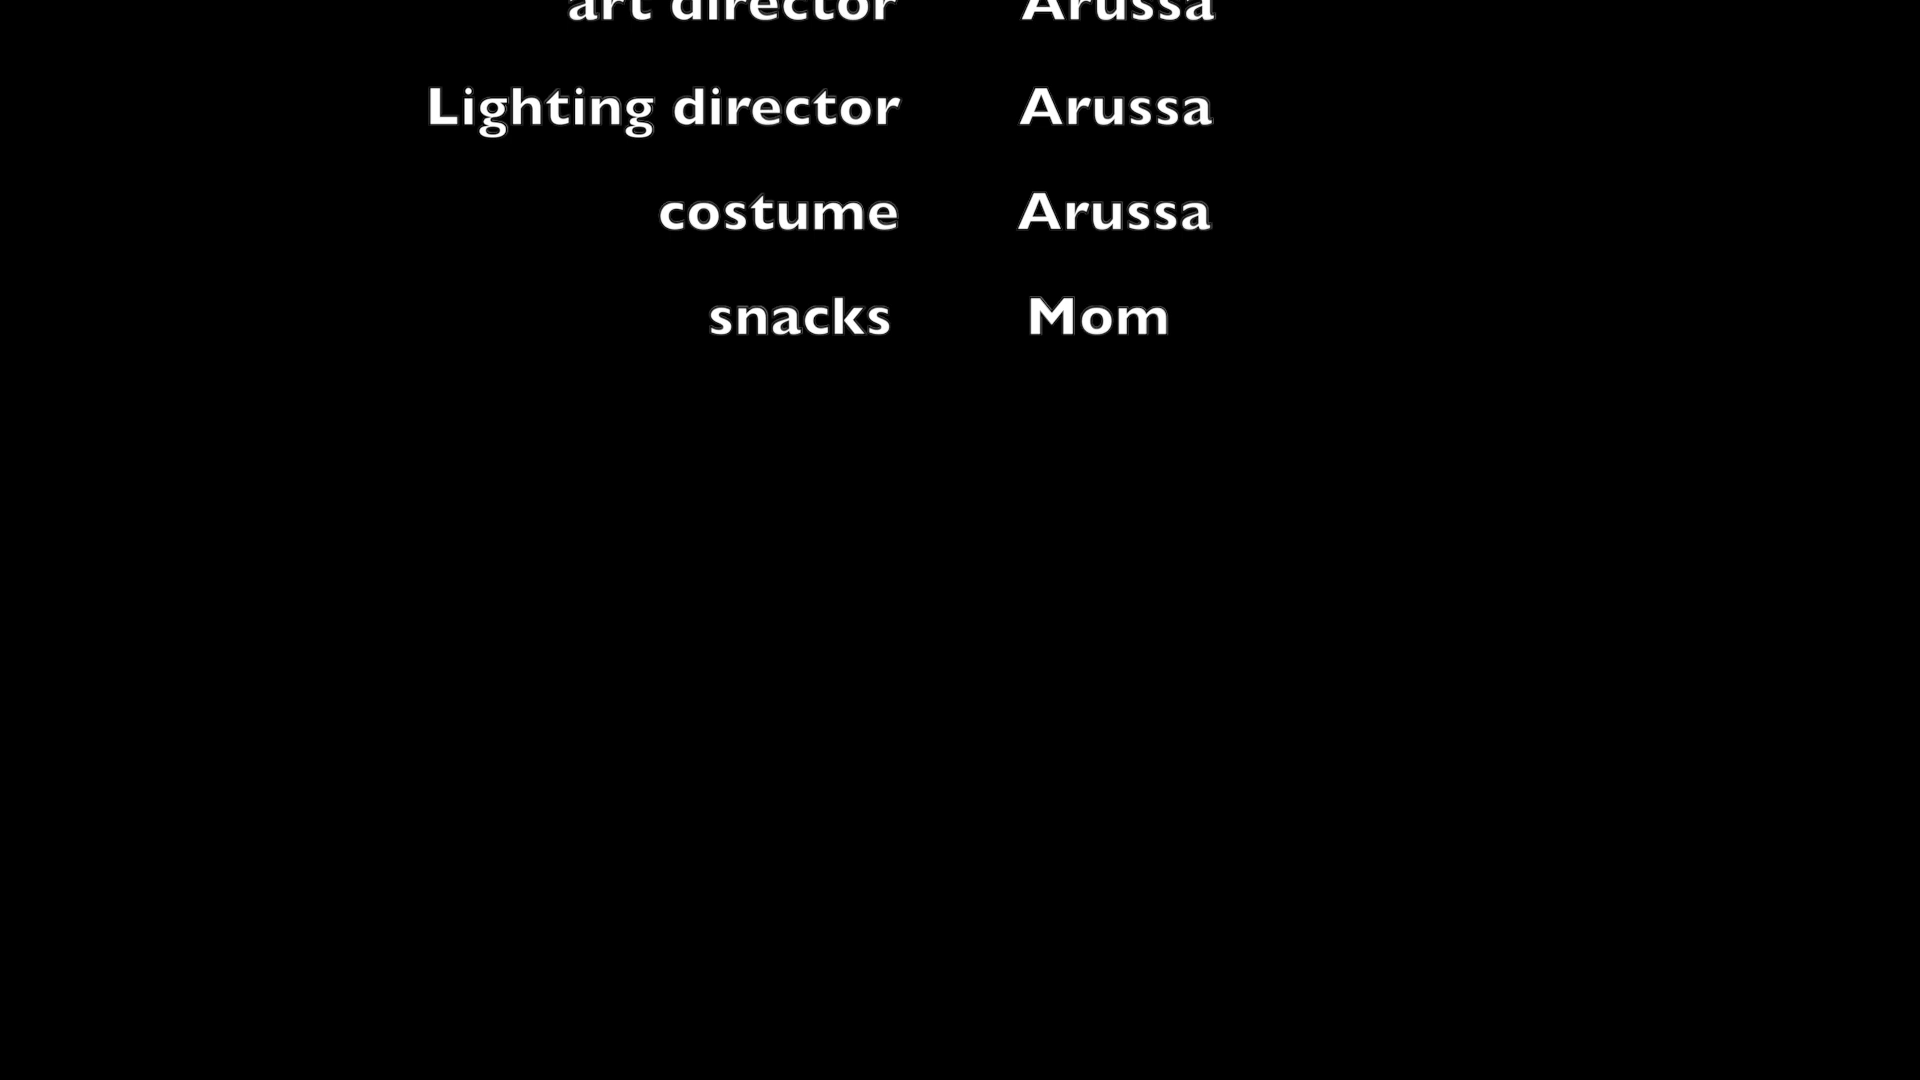 art director Arussa
Lighting director Arussa
costume Arussa
snacks Mom